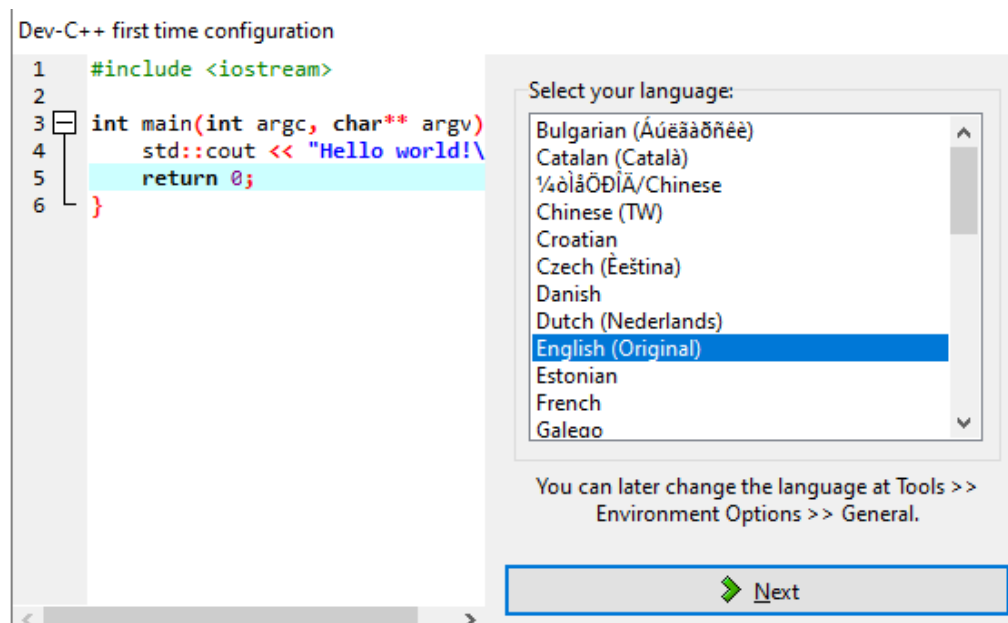 Dev-C++ first time configuration
1 #include <iostream>
2
3 int main(int argc, char** argv)
4 std::cout << "Hello world!\
5 return 0;
6 }
Select your language:
Bulgarian (Áúëãàðñêè)
Catalan (Català)
¼òÌåÖÐÎÄ/Chinese
Chinese (TW)
Croatian
Czech (Èeština)
Danish
Dutch (Nederlands)
English (Original)
Estonian
French
Galego
You can later change the language at Tools >>
Environment Options >> General.
Next